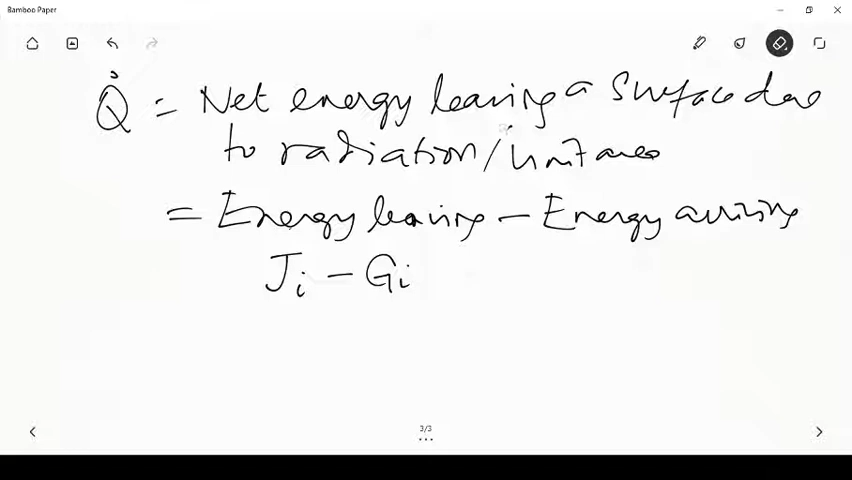 Bamboo Paper
Q̇ = Net energy leaving a surface due
to radiation/Unit area
= Energy leaving - Energy arriving
Ji - Gi
3/3